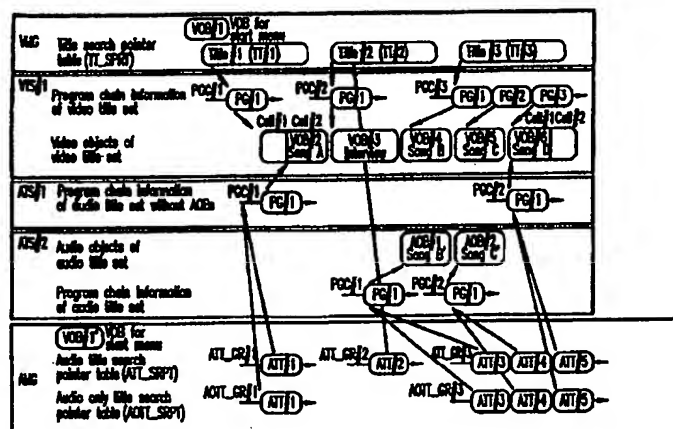 VOB#1 VOB for
start menu
VMG Title search pointer
table (TT_SRPT)
Title #1 (TT#1) Title #2 (TT#2) Title #3 (TT#3)
VTS#1 Program chain information
of video title set
PGC#1 PG#1 PGC#2 PG#1 PGC#3 PG#1 PG#2 PG#3
Cell#1 Cell#2 Cell#1 Cell#2
Video objects of
video title set
VOB#2 VOB#3 VOB#4 VOB#5 VOB#6
Song A Interview Song B Song C Song D
ATS#1 Program chain information
of audio title set without AOBs
PGC#1 PG#1 PGC#2 PG#1
ATS#2 Audio objects of
audio title set
AOB#1 AOB#2
Song B' Song C'
Program chain information
of audio title set
PGC#1 PG#1 PGC#2 PG#1
VOB#1' VOB for
start menu
AMG Audio title search
pointer table (ATT_SRPT)
ATT_GR#1 ATT#1 ATT_GR#2 ATT#2 ATT_GR#3 ATT#3 ATT#4 ATT#5
Audio only title search
pointer table (AOTT_SRPT)
AOTT_GR#1 ATT#1 AOTT_GR#3 ATT#3 ATT#4 ATT#5